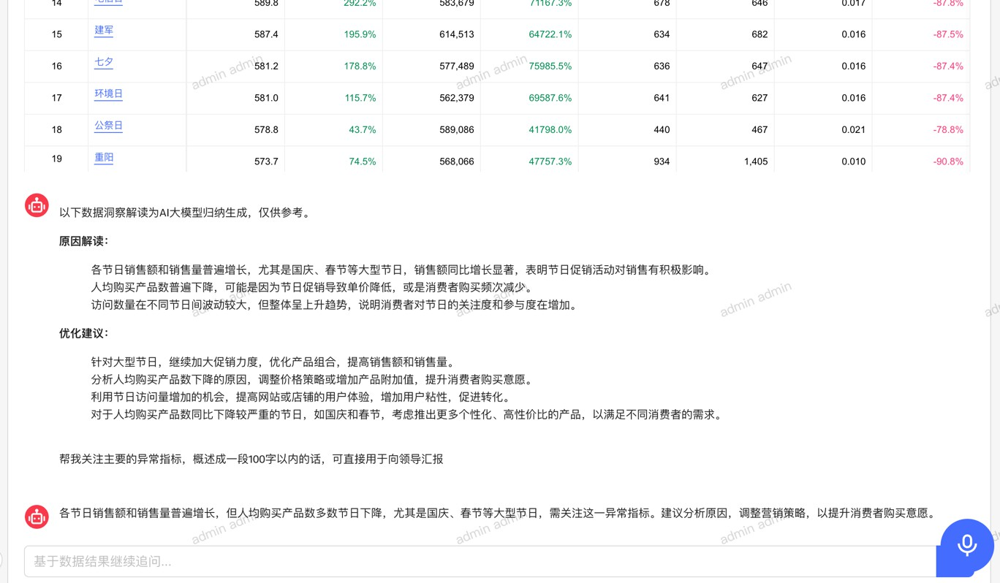 14 589.8 292.2% 583,679 71167.3% 678 646 0.017 -87.8%
15 建军 587.4 195.9% 614,513 64722.1% 634 682 0.016 -87.5%
16 七夕 581.2 178.8% 577,489 75985.5% 636 647 0.016 -87.4%
17 环境日 581.0 115.7% 562,379 69587.6% 641 627 0.016 -87.4%
18 公祭日 578.8 43.7% 589,086 41798.0% 440 467 0.021 -78.8%
19 重阳 573.7 74.5% 568,066 47757.3% 934 1,405 0.010 -90.8%
admin admin admin admin admin admin
以下数据洞察解读为AI大模型归纳生成，仅供参考。
原因解读：
各节日销售额和销售量普遍增长，尤其是国庆、春节等大型节日，销售额同比增长显著，表明节日促销活动对销售有积极影响。
人均购买产品数普遍下降，可能是因为节日促销导致单价降低，或是消费者购买频次减少。
访问数量在不同节日间波动较大，但整体呈上升趋势，说明消费者对节日的关注度和参与度在增加。
admin admin admin admin admin admin
优化建议：
针对大型节日，继续加大促销力度，优化产品组合，提高销售额和销售量。
分析人均购买产品数下降的原因，调整价格策略或增加产品附加值，提升消费者购买意愿。
利用节日访问量增加的机会，提高网站或店铺的用户体验，增加用户粘性，促进转化。
对于人均购买产品数同比下降较严重的节日，如国庆和春节，考虑推出更多个性化、高性价比的产品，以满足不同消费者的需求。
帮我关注主要的异常指标，概述成一段100字以内的话，可直接用于向领导汇报
各节日销售额和销售量普遍增长，但人均购买产品数多数节日下降，尤其是国庆、春节等大型节日，需关注这一异常指标。建议分析原因，调整营销策略，以提升消费者购买意愿。
admin admin admin admin admin admin
基于数据结果继续追问...